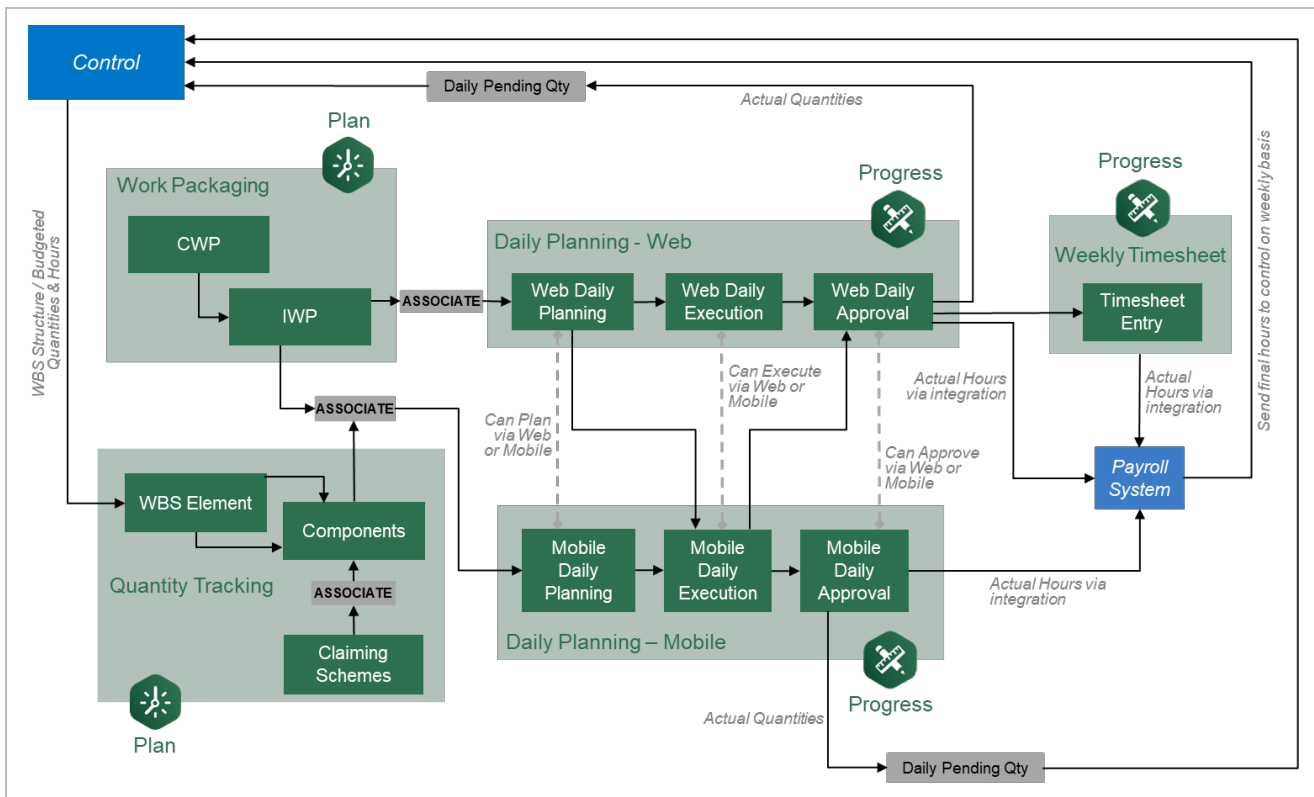 Control
Daily Pending Qty
Actual Quantities
Plan
Progress
Progress
Work Packaging
CWP
IWP
ASSOCIATE
Daily Planning - Web
Web Daily
Planning
Web Daily
Execution
Web Daily
Approval
Weekly Timesheet
Timesheet
Entry
WBS Structure / Budgeted
Quantities & Hours
Send final hours to control on weekly basis
ASSOCIATE
Can Plan
via Web
or Mobile
Can Execute
via Web or
Mobile
Actual Hours
via integration
Actual
Hours via
integration
Can Approve
via Web or
Mobile
Payroll
System
WBS Element
Components
Quantity Tracking
ASSOCIATE
Claiming
Schemes
Plan
Mobile
Daily
Planning
Mobile
Daily
Execution
Mobile
Daily
Approval
Actual Hours via
integration
Daily Planning – Mobile
Progress
Actual Quantities
Daily Pending Qty